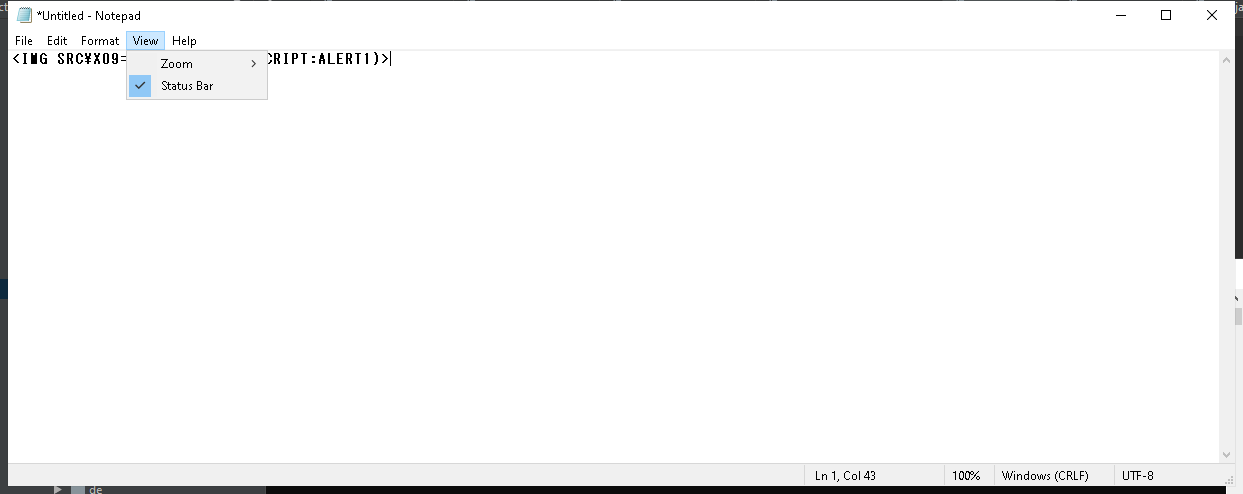 *Untitled - Notepad
File Edit Format View Help
<IMG SRC¥X09= CRIPT:ALERT1)>
Zoom
Status Bar
Ln 1, Col 43 100% Windows (CRLF) UTF-8
de